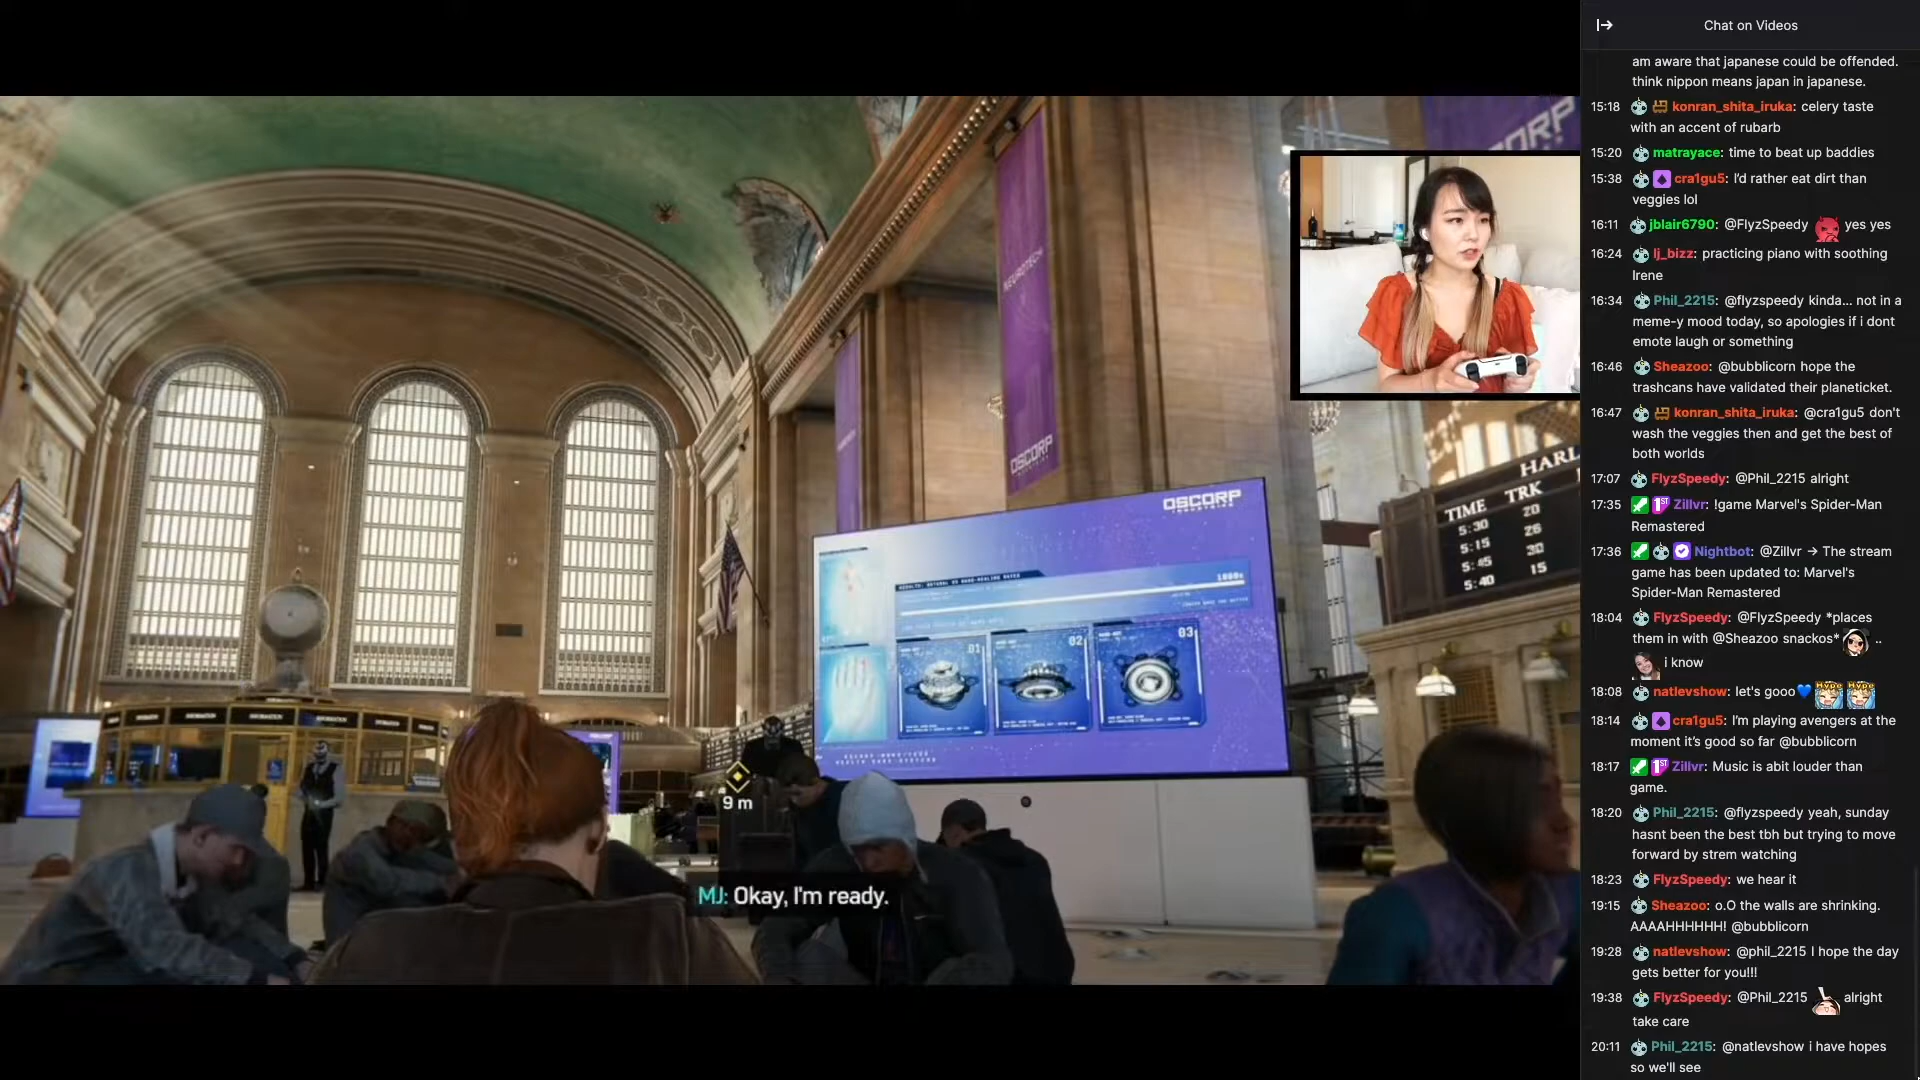 Chat on Videos
am aware that japanese could be offended.
think nippon means japan in japanese.
15:18 konran_shita_iruka: celery taste
with an accent of rubarb
15:20 matrayace: time to beat up baddies
15:38 cra1gu5: I'd rather eat dirt than
veggies lol
16:11 jblair6790: @FlyzSpeedy yes yes
16:24 lj_bizz: practicing piano with soothing
Irene
16:34 Phil_2215: @flyzspeedy kinda... not in a
meme-y mood today, so apologies if i dont
emote laugh or something
16:46 Sheazoo: @bubblicorn hope the
trashcans have validated their planeticket.
16:47 konran_shita_iruka: @cra1gu5 don't
wash the veggies then and get the best of
both worlds
17:07 FlyzSpeedy: @Phil_2215 alright
17:35 Zillvr: !game Marvel's Spider-Man
Remastered
17:36 Nightbot: @Zillvr → The stream
game has been updated to: Marvel's
Spider-Man Remastered
18:04 FlyzSpeedy: @FlyzSpeedy *places
them in with @Sheazoo snackos* ..
i know
18:08 natlevshow: let's gooo
18:14 cra1gu5: I'm playing avengers at the
moment it's good so far @bubblicorn
18:17 Zillvr: Music is abit louder than
game.
18:20 Phil_2215: @flyzspeedy yeah, sunday
hasnt been the best tbh but trying to move
forward by strem watching
18:23 FlyzSpeedy: we hear it
19:15 Sheazoo: o.O the walls are shrinking.
AAAAHHHHHH! @bubblicorn
19:28 natlevshow: @phil_2215 I hope the day
gets better for you!!!
19:38 FlyzSpeedy: @Phil_2215 alright
take care
20:11 Phil_2215: @natlevshow i have hopes
so we'll see
ORP
NEUROTECH
OSCORP
OSCORP
INDUSTRIES
HARL
TIME TRK
5:30 20
5:15 26
5:45 30
5:40 15
01
02
03
INFORMATION
9 m
MJ: Okay, I'm ready.